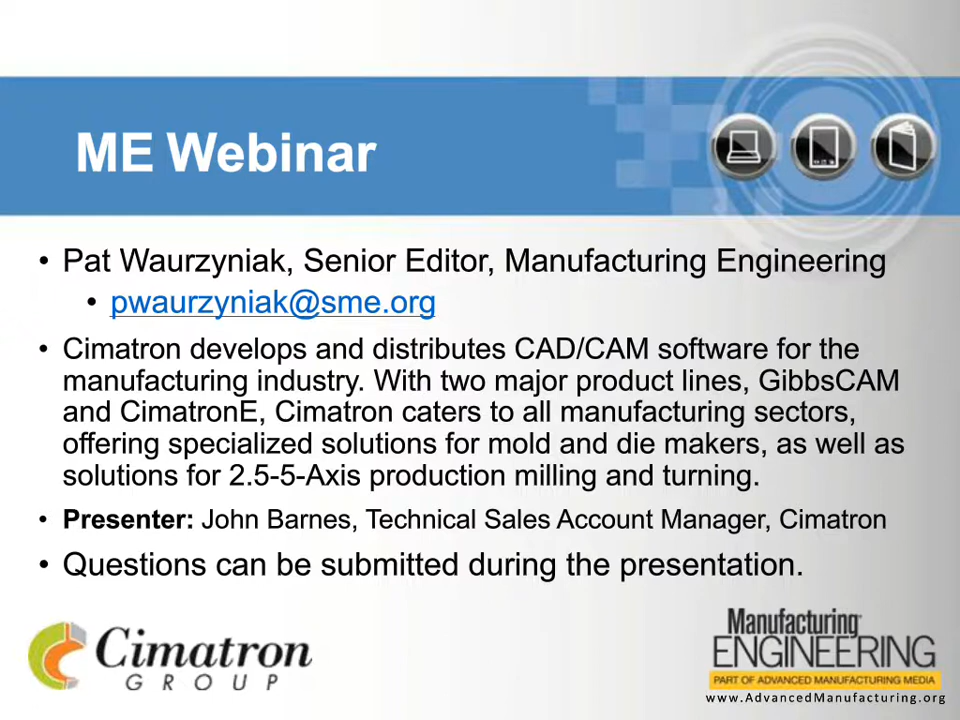 ME Webinar
• Pat Waurzyniak, Senior Editor, Manufacturing Engineering
• pwaurzyniak@sme.org
• Cimatron develops and distributes CAD/CAM software for the
manufacturing industry. With two major product lines, GibbsCAM
and CimatronE, Cimatron caters to all manufacturing sectors,
offering specialized solutions for mold and die makers, as well as
solutions for 2.5-5-Axis production milling and turning.
• Presenter: John Barnes, Technical Sales Account Manager, Cimatron
• Questions can be submitted during the presentation.
Cimatron
GROUP
Manufacturing
ENGINEERING
PART OF ADVANCED MANUFACTURING MEDIA
www.AdvancedManufacturing.org